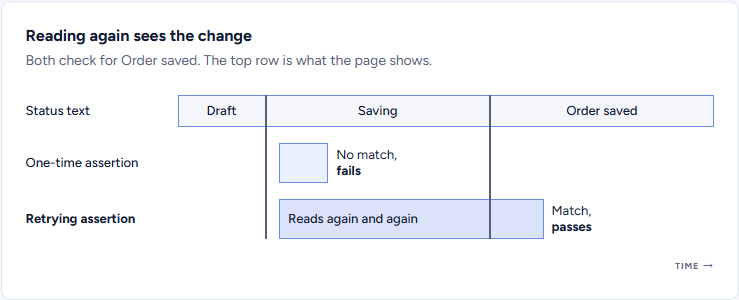 Reading again sees the change
Both check for Order saved. The top row is what the page shows.
Status text
Draft
Saving
Order saved
One-time assertion
No match,
fails
Retrying assertion
Reads again and again
Match,
passes
TIME →